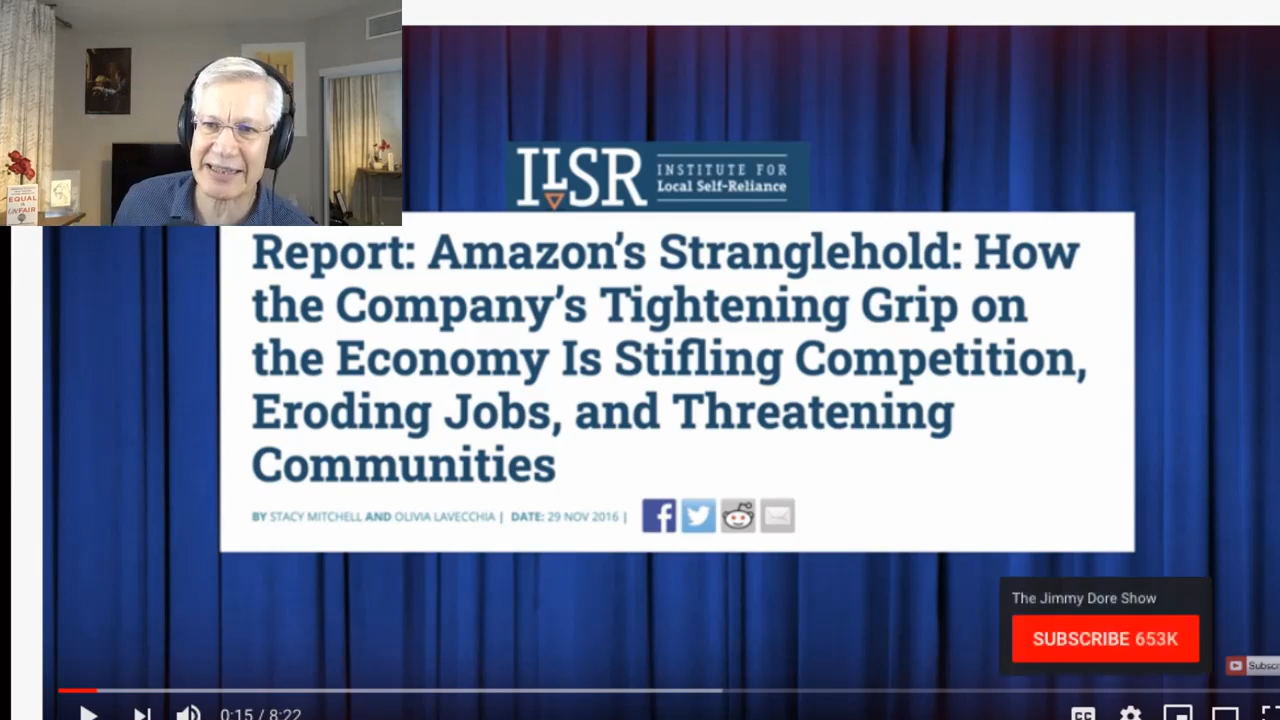 EQUAL
IS
UNFAIR
ILSR
INSTITUTE FOR
Local Self-Reliance
Report: Amazon's Stranglehold: How
the Company's Tightening Grip on
the Economy Is Stifling Competition,
Eroding Jobs, and Threatening
Communities
BY STACY MITCHELL AND OLIVIA LAVECCHIA | DATE: 29 NOV 2016 |
The Jimmy Dore Show
SUBSCRIBE 653K
0:15 / 8:22
CC